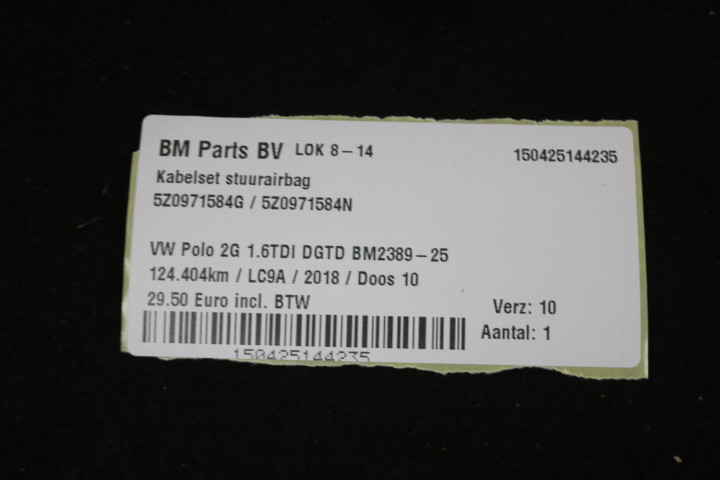 BM Parts BV LOK 8-14 150425144235
Kabelset stuurairbag
5Z0971584G / 5Z0971584N
VW Polo 2G 1.6TDI DGTD BM2389-25
124.404km / LC9A / 2018 / Doos 10
29.50 Euro incl. BTW Verz: 10
Aantal: 1
150425144235